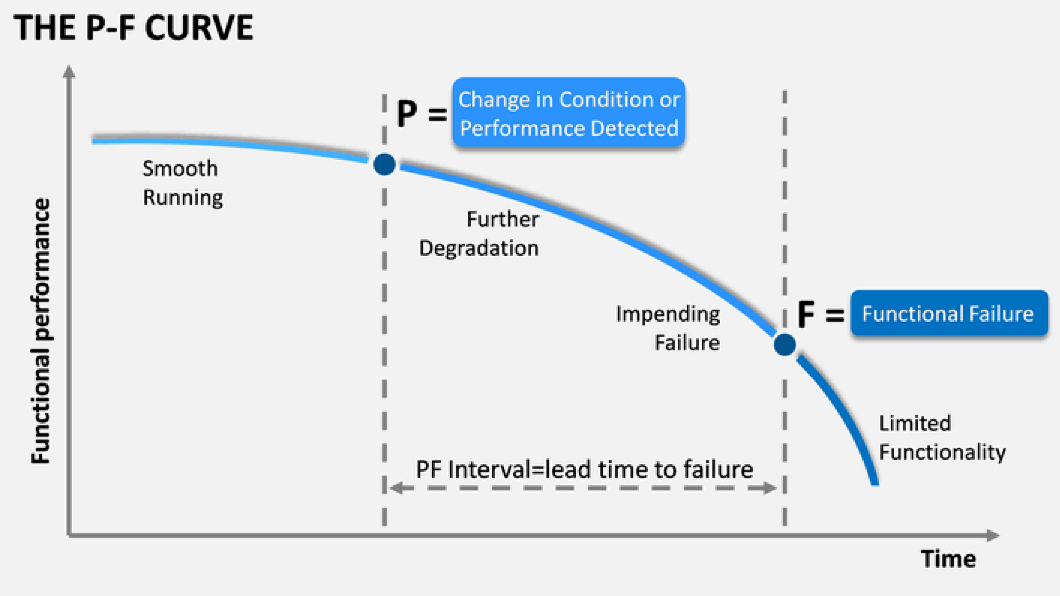 THE P-F CURVE
P =
Change in Condition or
Performance Detected
Smooth
Running
Further
Degradation
Impending
Failure
F =
Functional Failure
Limited
Functionality
PF Interval=lead time to failure
Functional performance
Time